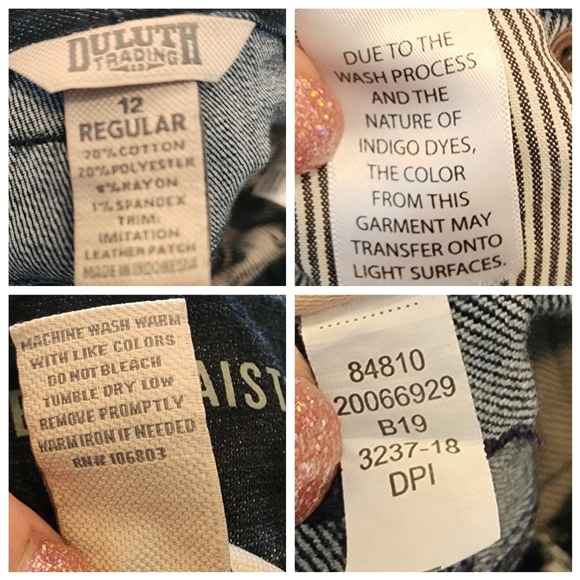 DULUTH
TRADING
CO
12
REGULAR
70% COTTON
20% POLYESTER
9% RAYON
1% SPANDEX
TRIM:
IMITATION
LEATHER PATCH
MADE IN INDONESIA
DUE TO THE
WASH PROCESS
AND THE
NATURE OF
INDIGO DYES,
THE COLOR
FROM THIS
GARMENT MAY
TRANSFER ONTO
LIGHT SURFACES.
MACHINE WASH WARM
WITH LIKE COLORS
DO NOT BLEACH
TUMBLE DRY LOW
REMOVE PROMPTLY
WARM IRON IF NEEDED
RN# 106803
AIST
84810
20066929
B19
3237-18
DPI